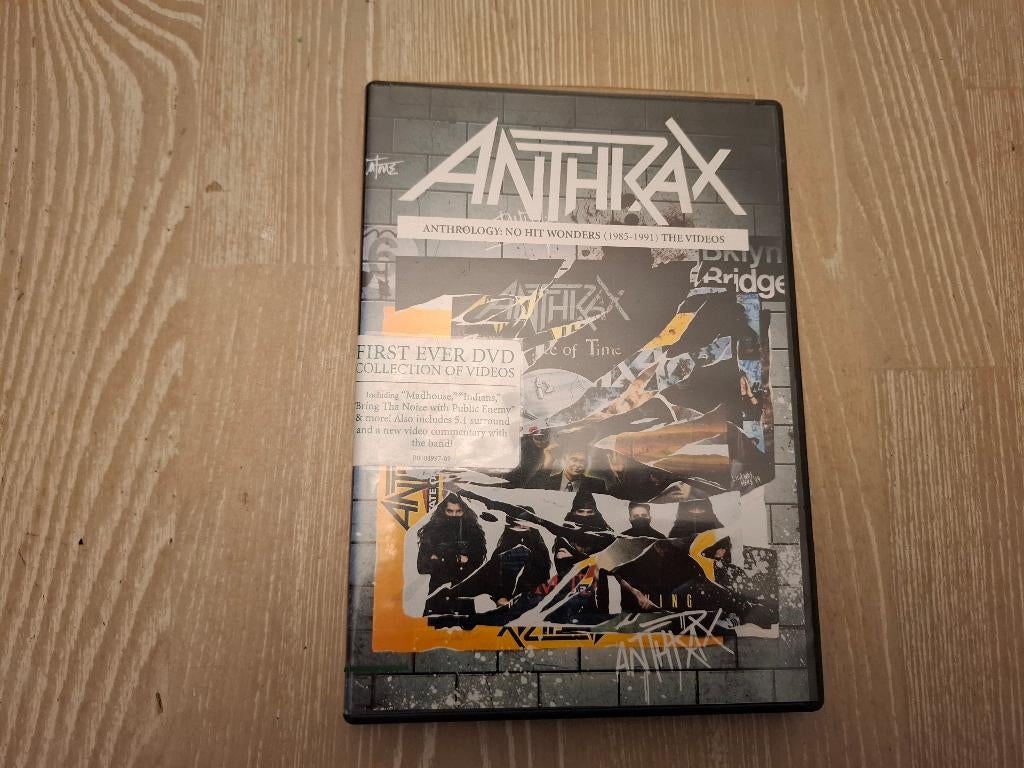 ANTHRAX
ANTHROLOGY: NO HIT WONDERS (1985-1991) THE VIDEOS
Bklyn
Bridge
ANTHRAX
ce of Time
FIRST EVER DVD
COLLECTION OF VIDEOS
Including "Madhouse," "Indians,"
"Bring Tha Noize with Public Enemy"
& more! Also includes 5.1 surround
and a new video commentary with
the band!
ANTHRAX